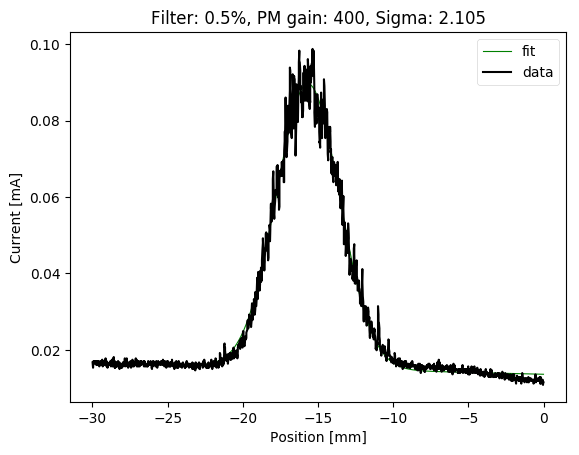 Filter: 0.5%, PM gain: 400, Sigma: 2.105
fit
data
0.10
0.08
0.06
0.04
0.02
Current [mA]
−30
−25
−20
−15
−10
−5
0
Position [mm]